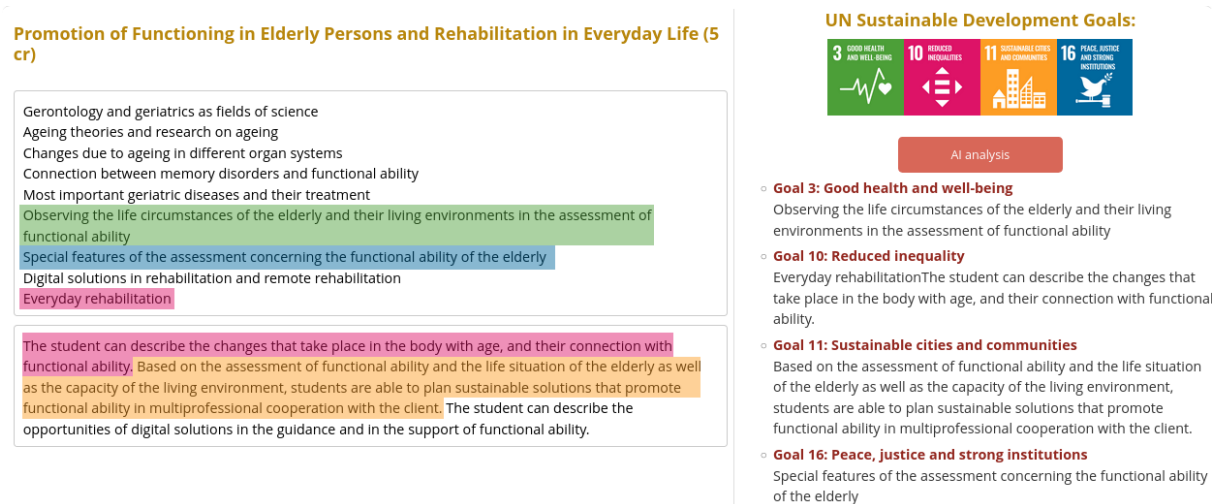 Promotion of Functioning in Elderly Persons and Rehabilitation in Everyday Life (5
cr)
Gerontology and geriatrics as fields of science
Ageing theories and research on ageing
Changes due to ageing in different organ systems
Connection between memory disorders and functional ability
Most important geriatric diseases and their treatment
Observing the life circumstances of the elderly and their living environments in the assessment of
functional ability
Special features of the assessment concerning the functional ability of the elderly
Digital solutions in rehabilitation and remote rehabilitation
Everyday rehabilitation
The student can describe the changes that take place in the body with age, and their connection with
functional ability. Based on the assessment of functional ability and the life situation of the elderly as well
as the capacity of the living environment, students are able to plan sustainable solutions that promote
functional ability in multiprofessional cooperation with the client. The student can describe the
opportunities of digital solutions in the guidance and in the support of functional ability.
UN Sustainable Development Goals:
3 GOOD HEALTH
AND WELL-BEING
10 REDUCED
INEQUALITIES
11 SUSTAINABLE CITIES
AND COMMUNITIES
16 PEACE, JUSTICE
AND STRONG
INSTITUTIONS
AI analysis
Goal 3: Good health and well-being
Observing the life circumstances of the elderly and their living
environments in the assessment of functional ability
Goal 10: Reduced inequality
Everyday rehabilitationThe student can describe the changes that
take place in the body with age, and their connection with functional
ability.
Goal 11: Sustainable cities and communities
Based on the assessment of functional ability and the life situation
of the elderly as well as the capacity of the living environment,
students are able to plan sustainable solutions that promote
functional ability in multiprofessional cooperation with the client.
Goal 16: Peace, justice and strong institutions
Special features of the assessment concerning the functional ability
of the elderly